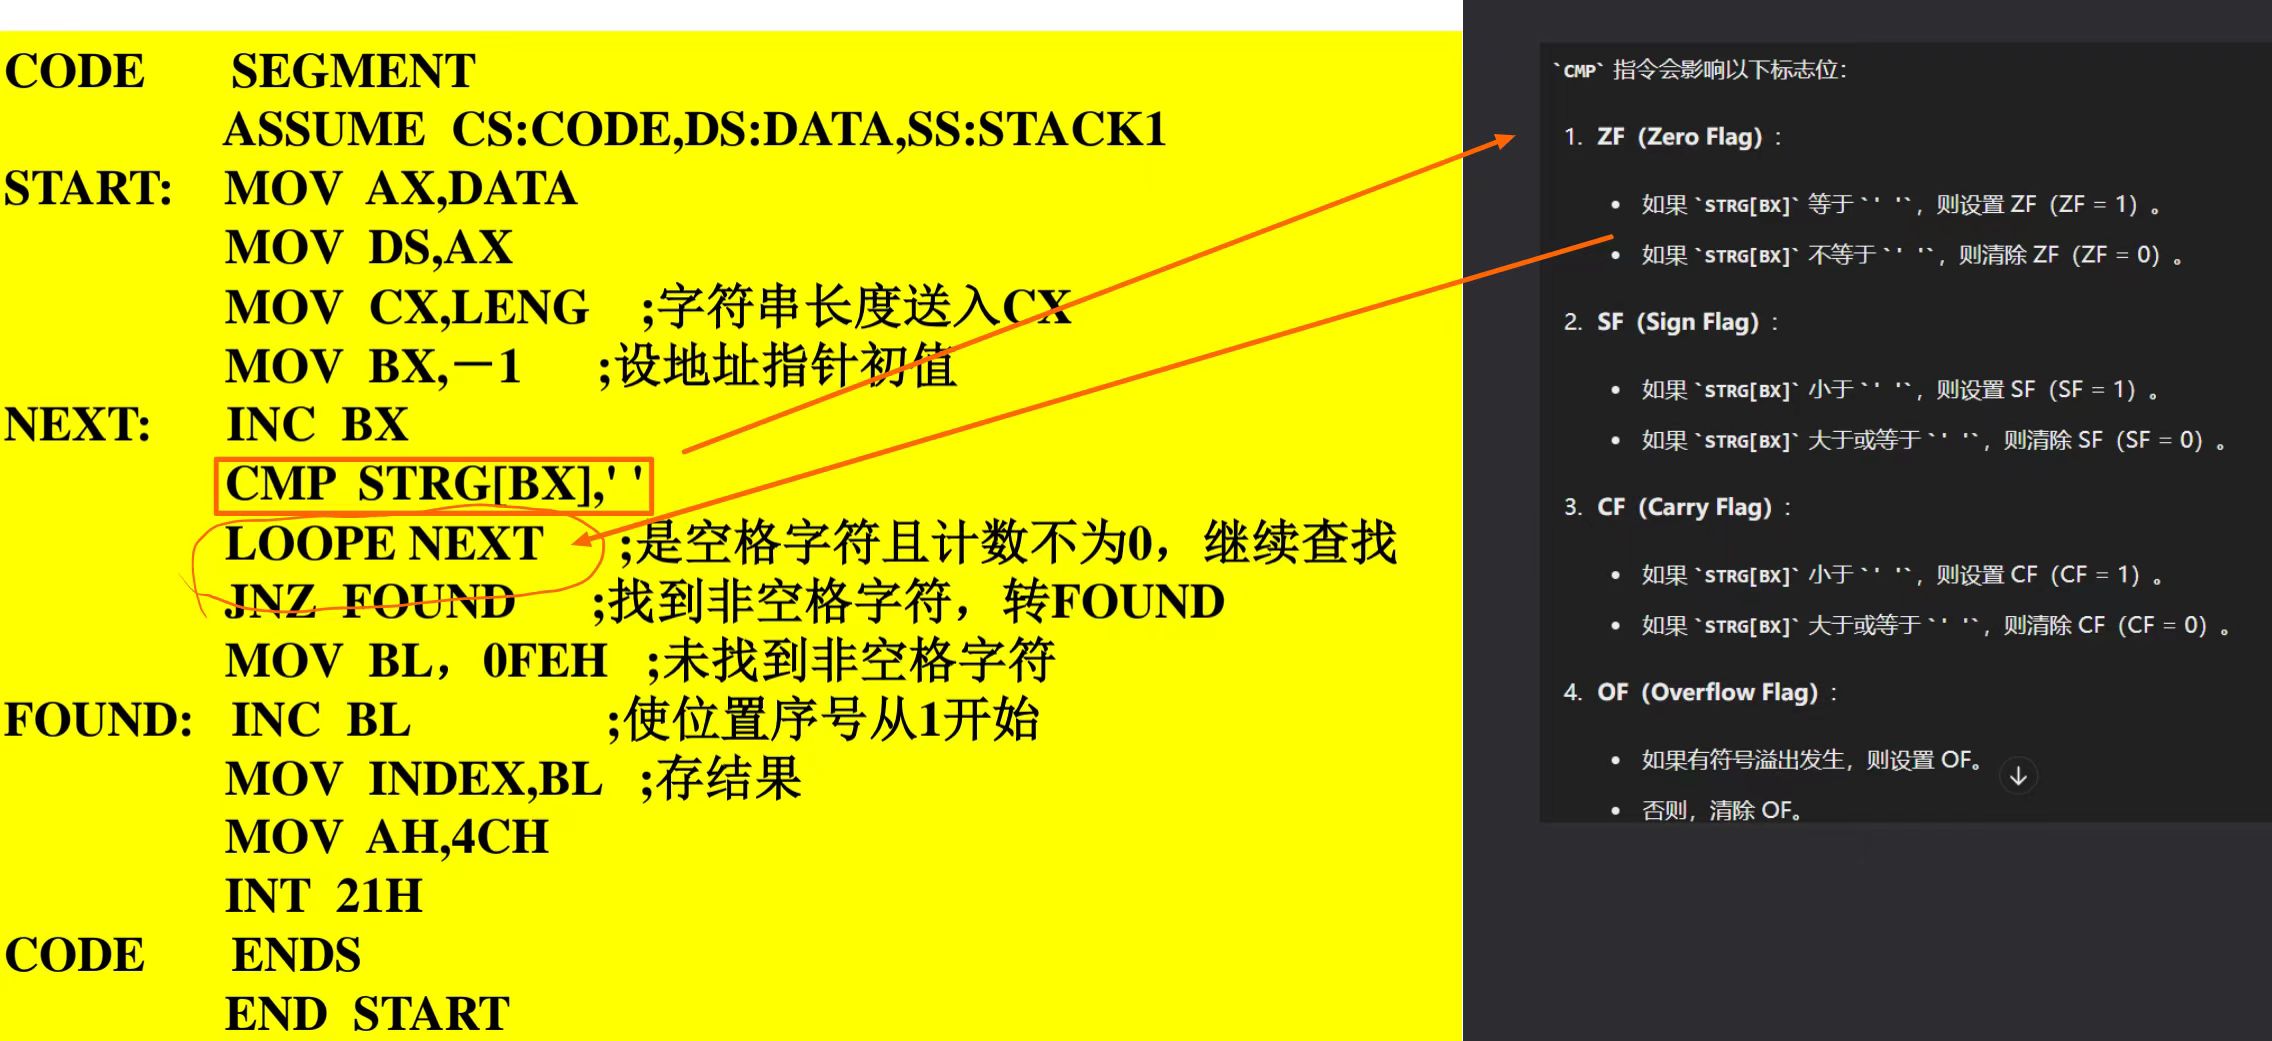 CODE SEGMENT
ASSUME CS:CODE,DS:DATA,SS:STACK1
START: MOV AX,DATA
MOV DS,AX
MOV CX,LENG ;字符串长度送入CX
MOV BX,－1 ;设地址指针初值
NEXT: INC BX
CMP STRG[BX],' '
LOOPE NEXT ;是空格字符且计数不为0，继续查找
JNZ FOUND ;找到非空格字符，转FOUND
MOV BL，0FEH ;未找到非空格字符
FOUND: INC BL ;使位置序号从1开始
MOV INDEX,BL ;存结果
MOV AH,4CH
INT 21H
CODE ENDS
END START
`CMP` 指令会影响以下标志位：
1. ZF（Zero Flag）：
• 如果 `STRG[BX]` 等于 `' '`，则设置 ZF（ZF = 1）。
• 如果 `STRG[BX]` 不等于 `' '`，则清除 ZF（ZF = 0）。
2. SF（Sign Flag）：
• 如果 `STRG[BX]` 小于 `' '`，则设置 SF（SF = 1）。
• 如果 `STRG[BX]` 大于或等于 `' '`，则清除 SF（SF = 0）。
3. CF（Carry Flag）：
• 如果 `STRG[BX]` 小于 `' '`，则设置 CF（CF = 1）。
• 如果 `STRG[BX]` 大于或等于 `' '`，则清除 CF（CF = 0）。
4. OF（Overflow Flag）：
• 如果有符号溢出发生，则设置 OF。
• 否则，清除 OF。